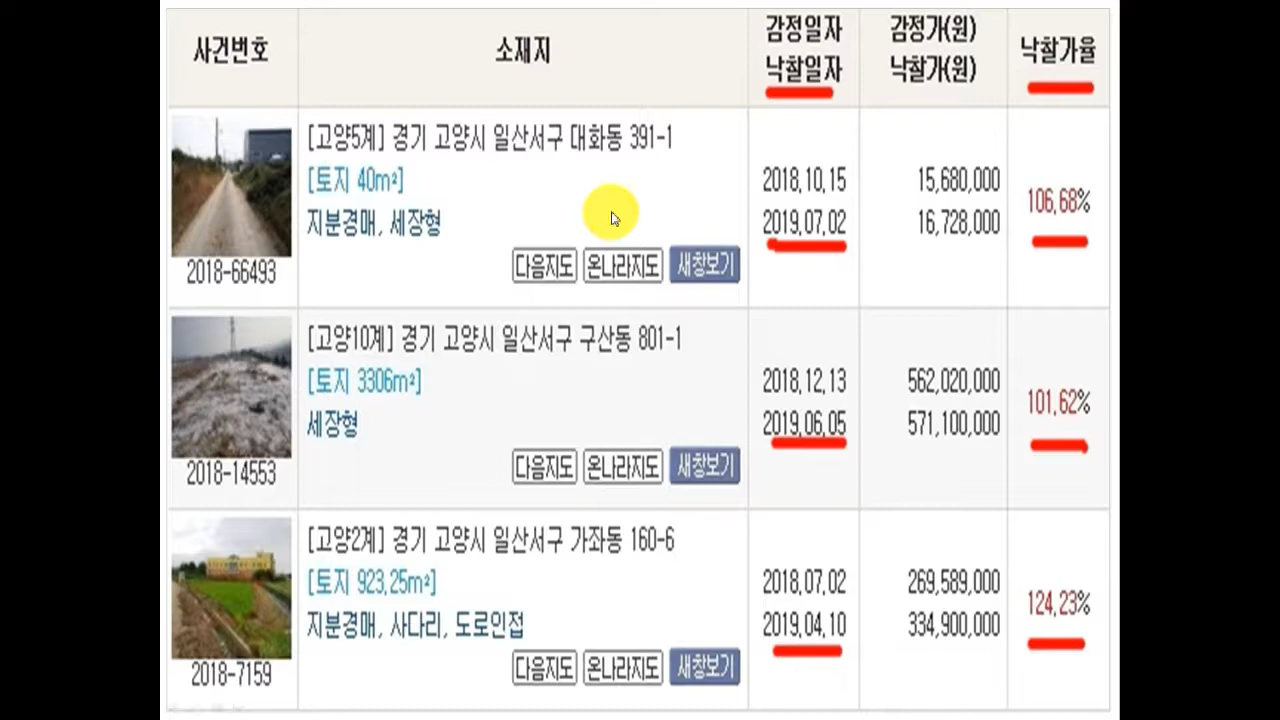 사건번호
소재지
감정일자
낙찰일자
감정가(원)
낙찰가(원)
낙찰가율
[고양5계] 경기 고양시 일산서구 대화동 391-1
[토지 40m²]
지분경매, 세장형
다음지도 온나라지도 새창보기
2018-66493
2018.10.15
2019.07.02
15,680,000
16,728,000
106.68%
[고양10계] 경기 고양시 일산서구 구산동 801-1
[토지 3306m²]
세장형
다음지도 온나라지도 새창보기
2018-14553
2018.12.13
2019.06.05
562,020,000
571,100,000
101.62%
[고양2계] 경기 고양시 일산서구 가좌동 160-6
[토지 923.25m²]
지분경매, 사다리, 도로인접
다음지도 온나라지도 새창보기
2018-7159
2018.07.02
2019.04.10
269,589,000
334,900,000
124.23%